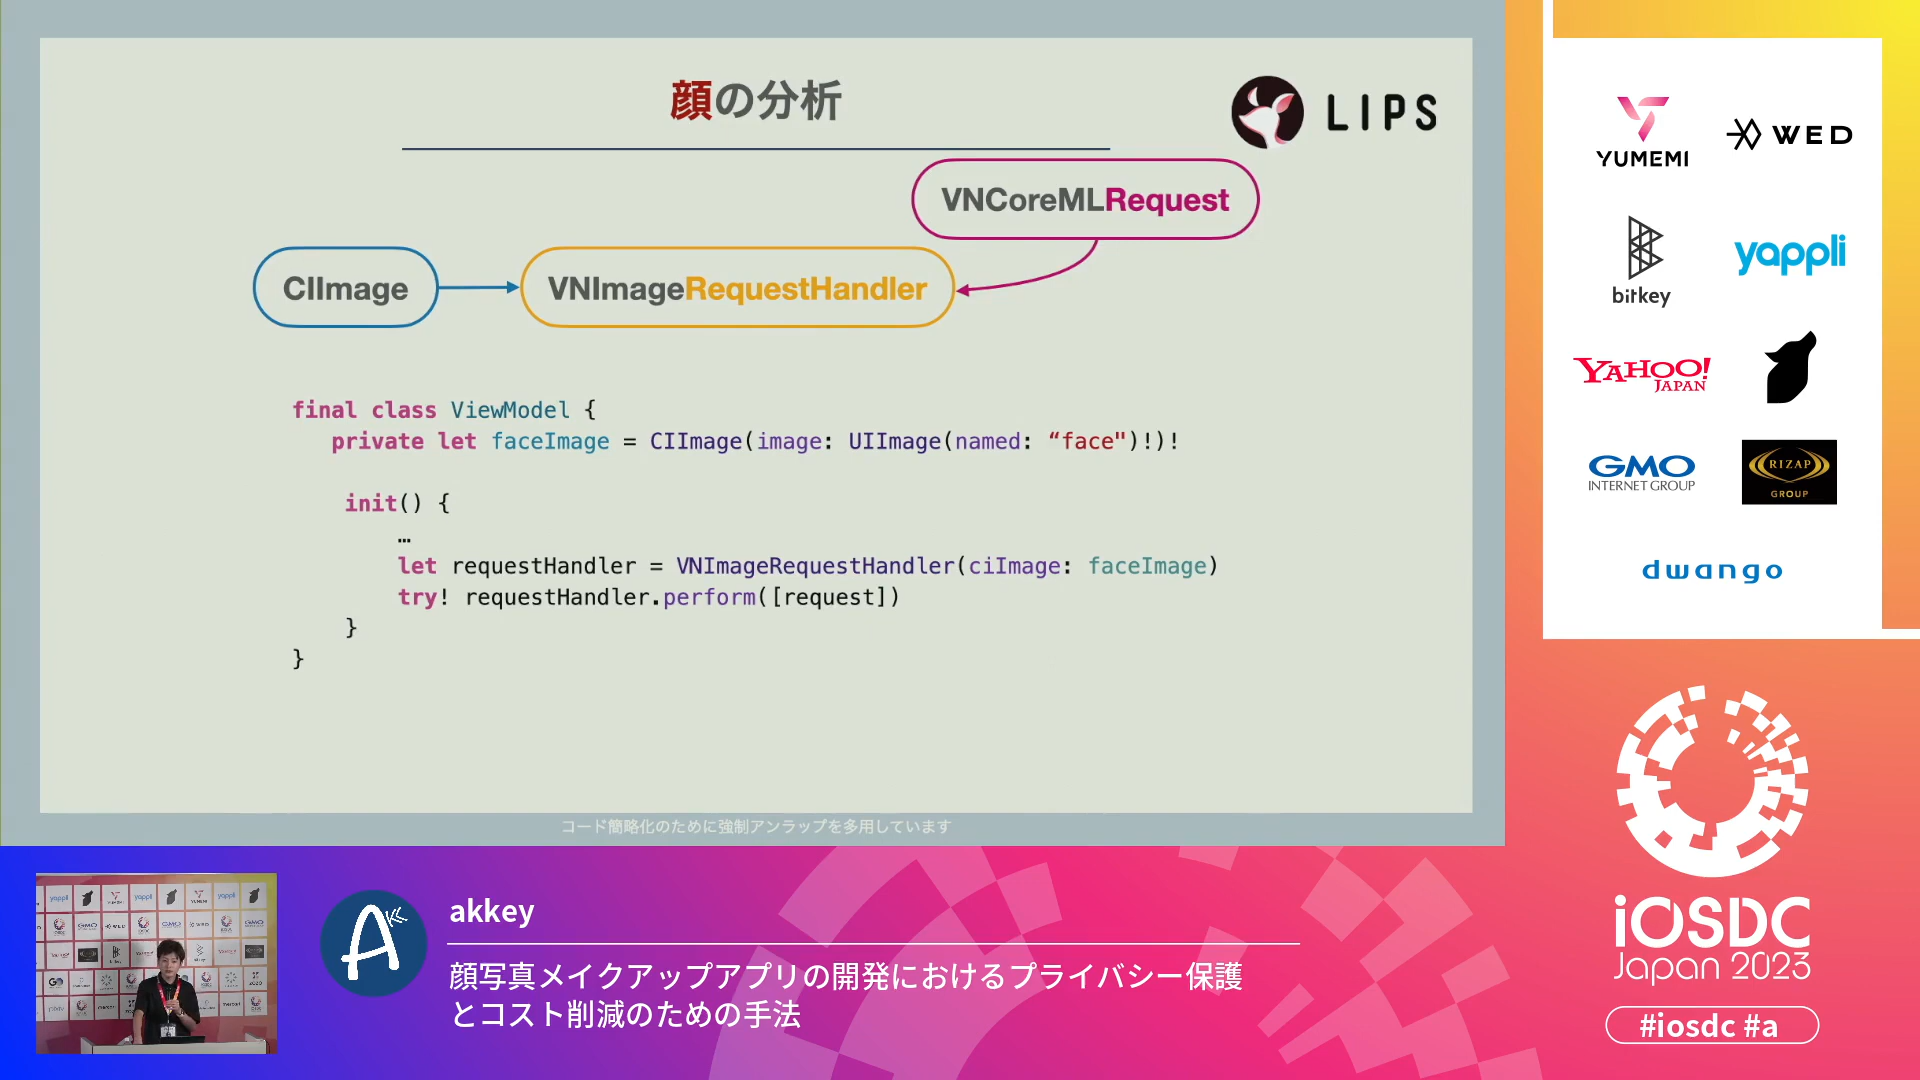 顔の分析
LIPS
VNCoreMLRequest
CIImage
VNImageRequestHandler
final class ViewModel {
private let faceImage = CIImage(image: UIImage(named: “face")!)!
init() {
…
let requestHandler = VNImageRequestHandler(ciImage: faceImage)
try! requestHandler.perform([request])
}
}
コード簡略化のために強制アンラップを多用しています
YUMEMI
WED
bitkey
yappli
YAHOO!
JAPAN
GMO
INTERNET GROUP
RIZAP
GROUP
dwango
iOSDC
Japan 2023
#iosdc #a
akkey
顔写真メイクアップアプリの開発におけるプライバシー保護
とコスト削減のための手法